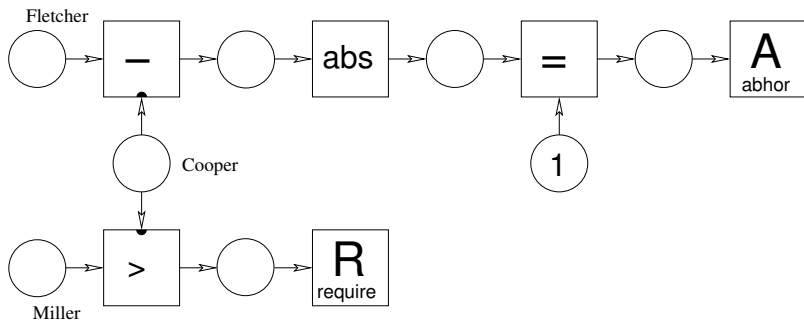 Fletcher
−
abs
=
A
abhor
Cooper
1
>
R
require
Miller